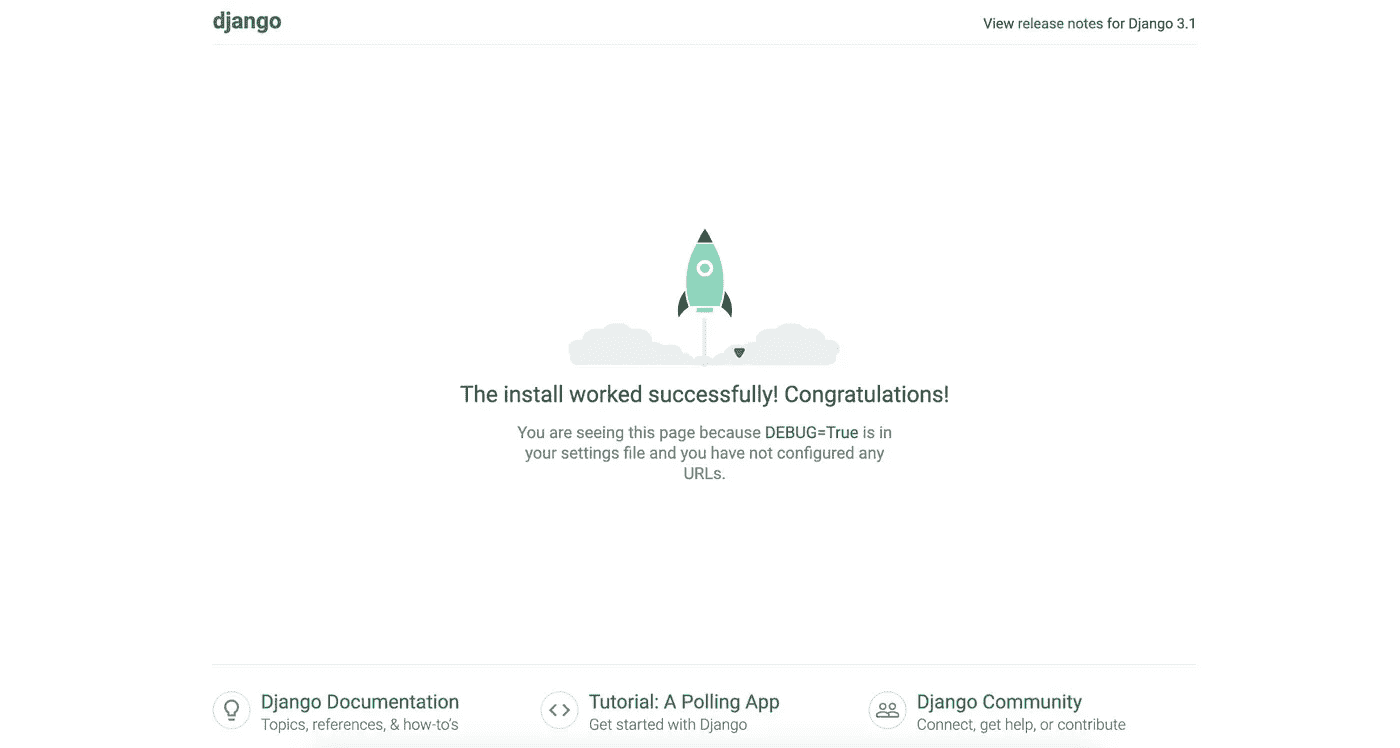 django
View release notes for Django 3.1
The install worked successfully! Congratulations!
You are seeing this page because DEBUG=True is in
your settings file and you have not configured any
URLs.
Django Documentation
Topics, references, & how-to's
Tutorial: A Polling App
Get started with Django
Django Community
Connect, get help, or contribute